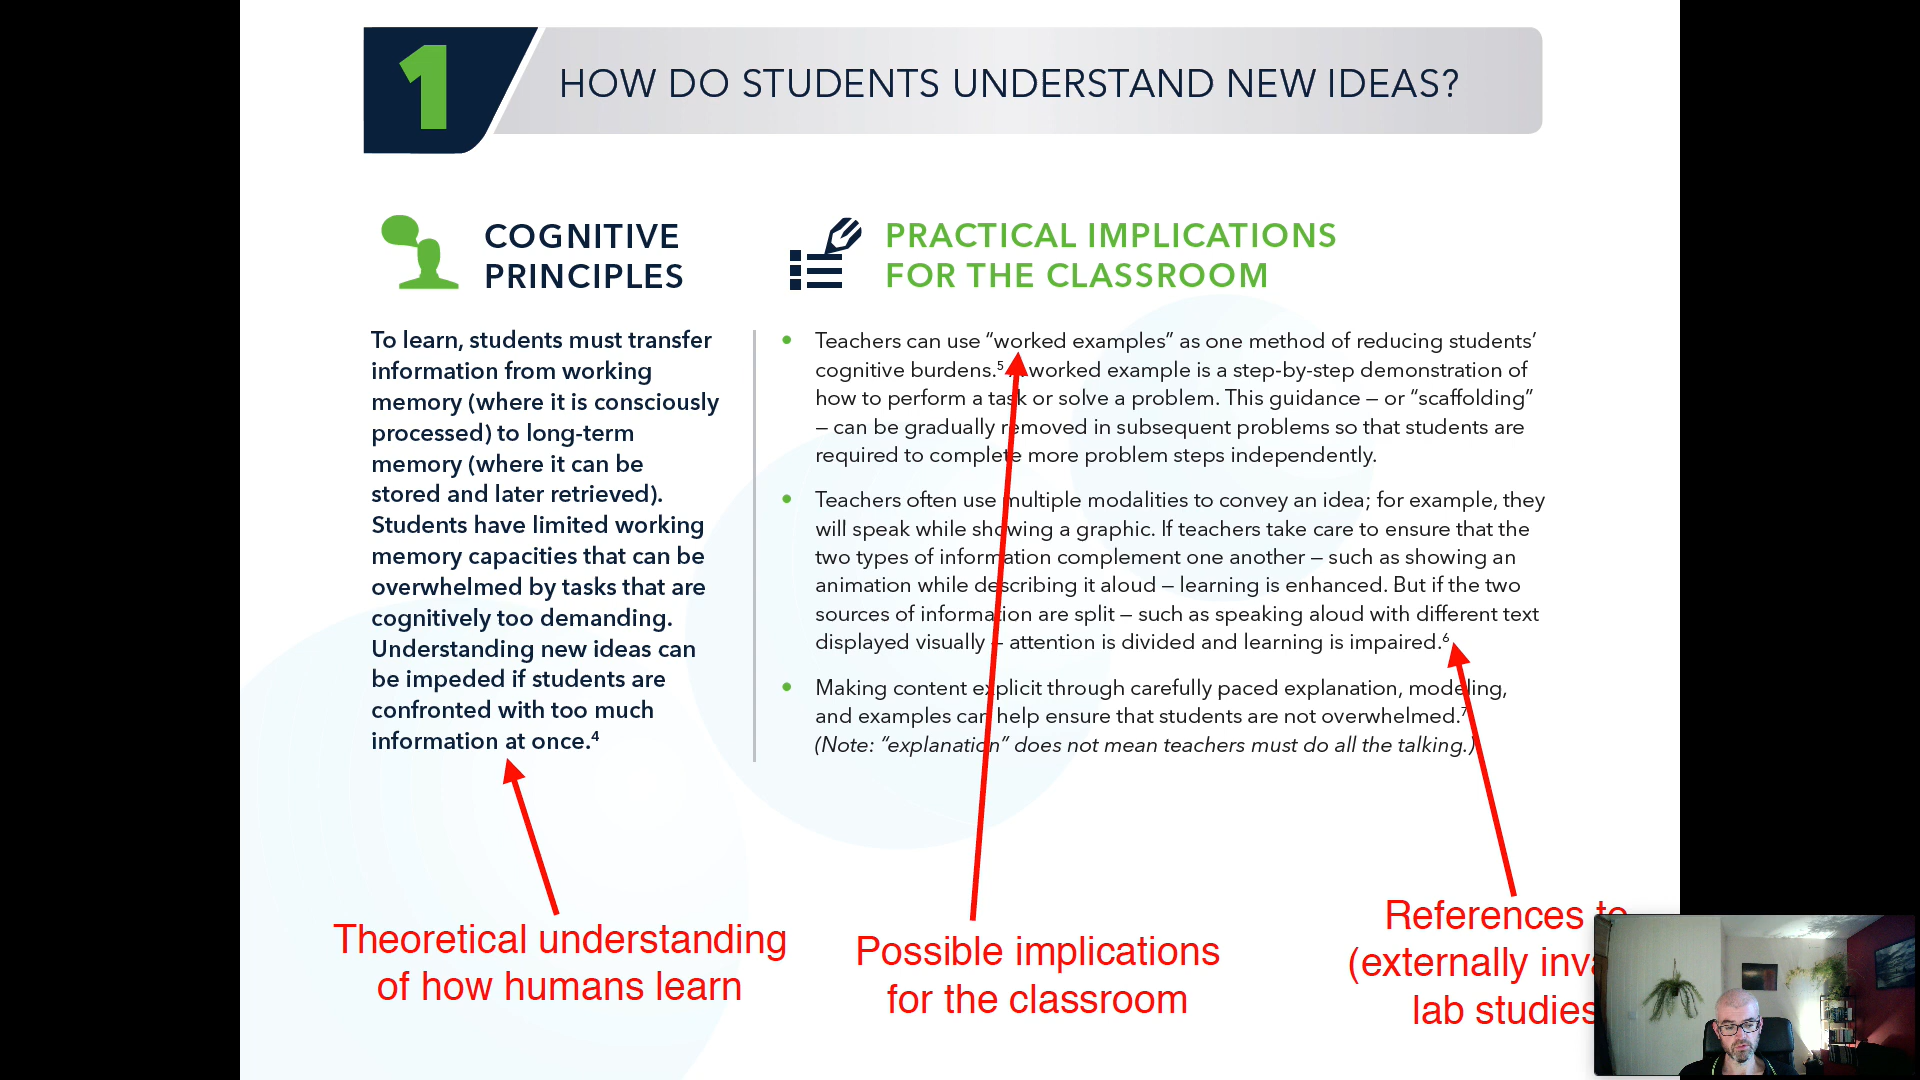 1
HOW DO STUDENTS UNDERSTAND NEW IDEAS?
COGNITIVE
PRINCIPLES
To learn, students must transfer
information from working
memory (where it is consciously
processed) to long-term
memory (where it can be
stored and later retrieved).
Students have limited working
memory capacities that can be
overwhelmed by tasks that are
cognitively too demanding.
Understanding new ideas can
be impeded if students are
confronted with too much
information at once.⁴
PRACTICAL IMPLICATIONS
FOR THE CLASSROOM
• Teachers can use “worked examples” as one method of reducing students’
cognitive burdens.⁵ A worked example is a step-by-step demonstration of
how to perform a task or solve a problem. This guidance – or “scaffolding”
– can be gradually removed in subsequent problems so that students are
required to complete more problem steps independently.
• Teachers often use multiple modalities to convey an idea; for example, they
will speak while showing a graphic. If teachers take care to ensure that the
two types of information complement one another – such as showing an
animation while describing it aloud – learning is enhanced. But if the two
sources of information are split – such as speaking aloud with different text
displayed visually – attention is divided and learning is impaired.⁶
• Making content explicit through carefully paced explanation, modeling,
and examples can help ensure that students are not overwhelmed.⁷
(Note: “explanation” does not mean teachers must do all the talking.)
Theoretical understanding
of how humans learn
Possible implications
for the classroom
References to
(externally
lab studies